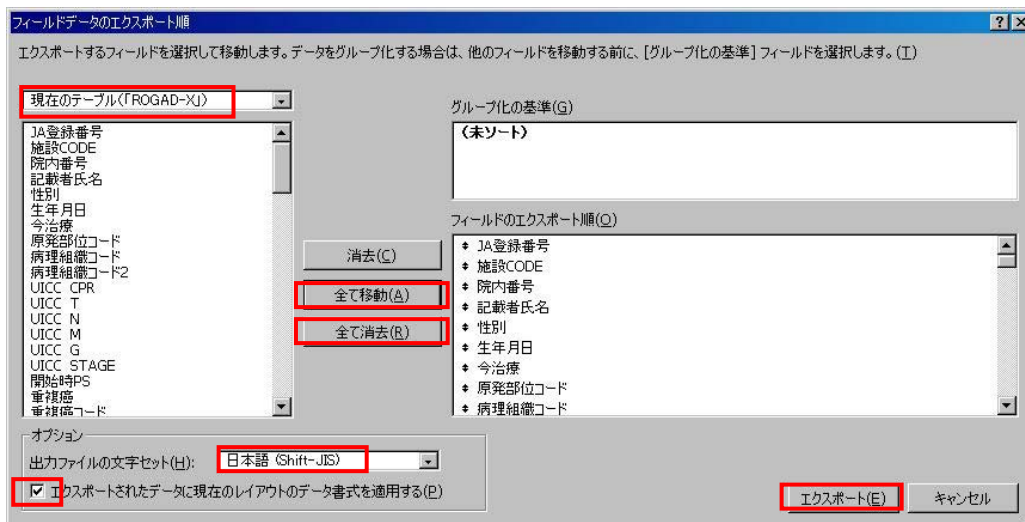 フィールドデータのエクスポート順
エクスポートするフィールドを選択して移動します。データをグループ化する場合は、他のフィールドを移動する前に、[グループ化の基準] フィールドを選択します。(T)
現在のテーブル(「ROGAD-X」)
JA登録番号
施設CODE
院内番号
記載者氏名
性別
生年月日
今治療
原発部位コード
病理組織コード
病理組織コード2
UICC CPR
UICC T
UICC N
UICC M
UICC G
UICC STAGE
開始時PS
重複癌
重複癌コード
消去(C)
全て移動(A)
全て消去(R)
グループ化の基準(G)
(未ソート)
フィールドのエクスポート順(O)
JA登録番号
施設CODE
院内番号
記載者氏名
性別
生年月日
今治療
原発部位コード
病理組織コード
オプション
出力ファイルの文字セット(H): 日本語 (Shift-JIS)
エクスポートされたデータに現在のレイアウトのデータ書式を適用する(P)
エクスポート(E) キャンセル